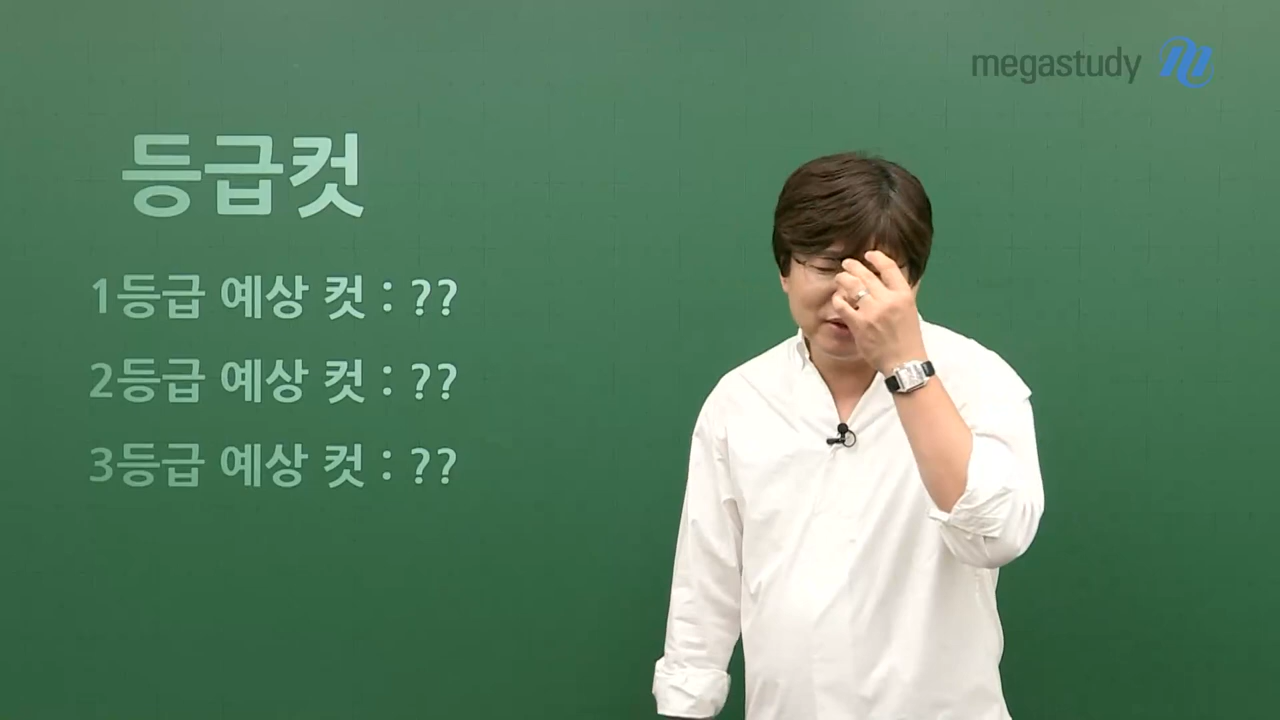 megastudy
등급컷
1등급 예상 컷 : ??
2등급 예상 컷 : ??
3등급 예상 컷 : ??